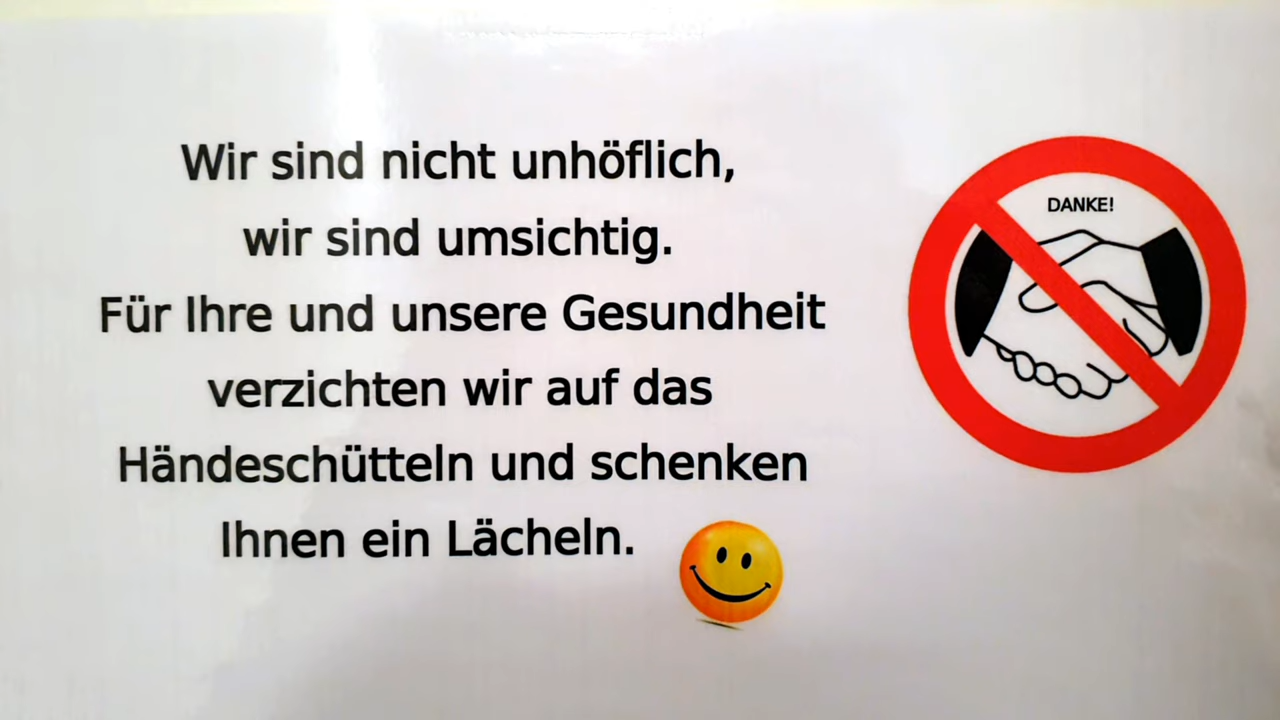 Wir sind nicht unhöflich,
wir sind umsichtig.
Für Ihre und unsere Gesundheit
verzichten wir auf das
Händeschütteln und schenken
Ihnen ein Lächeln.
DANKE!